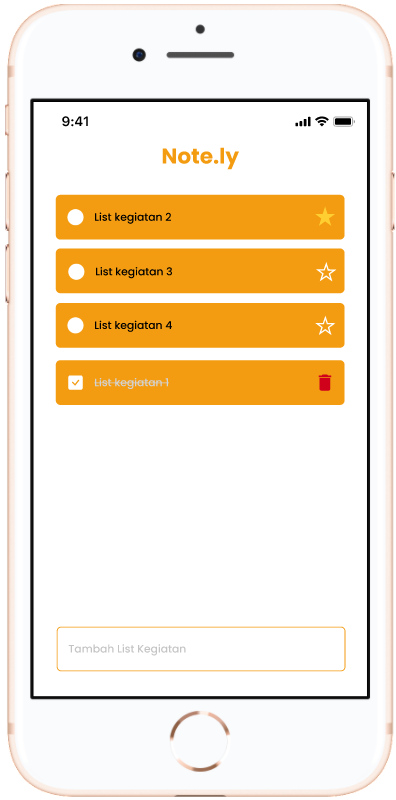 9:41
Note.ly
List kegiatan 2
List kegiatan 3
List kegiatan 4
List kegiatan 1
Tambah List Kegiatan